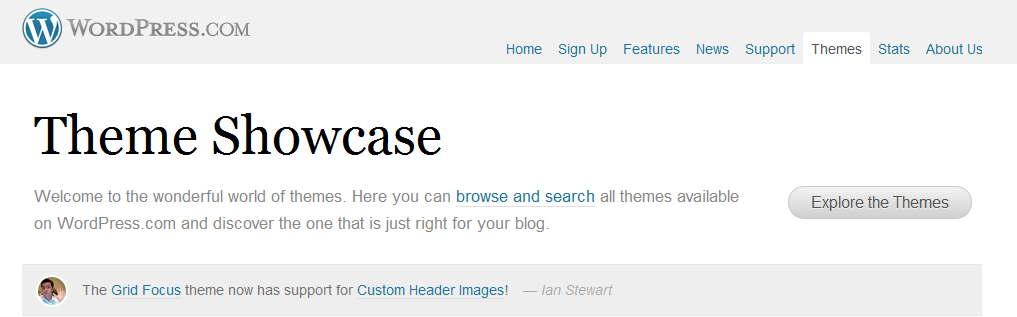 WORDPRESS.COM
Home Sign Up Features News Support Themes Stats About Us
Theme Showcase
Welcome to the wonderful world of themes. Here you can browse and search all themes available
on WordPress.com and discover the one that is just right for your blog.
Explore the Themes
The Grid Focus theme now has support for Custom Header Images! — Ian Stewart